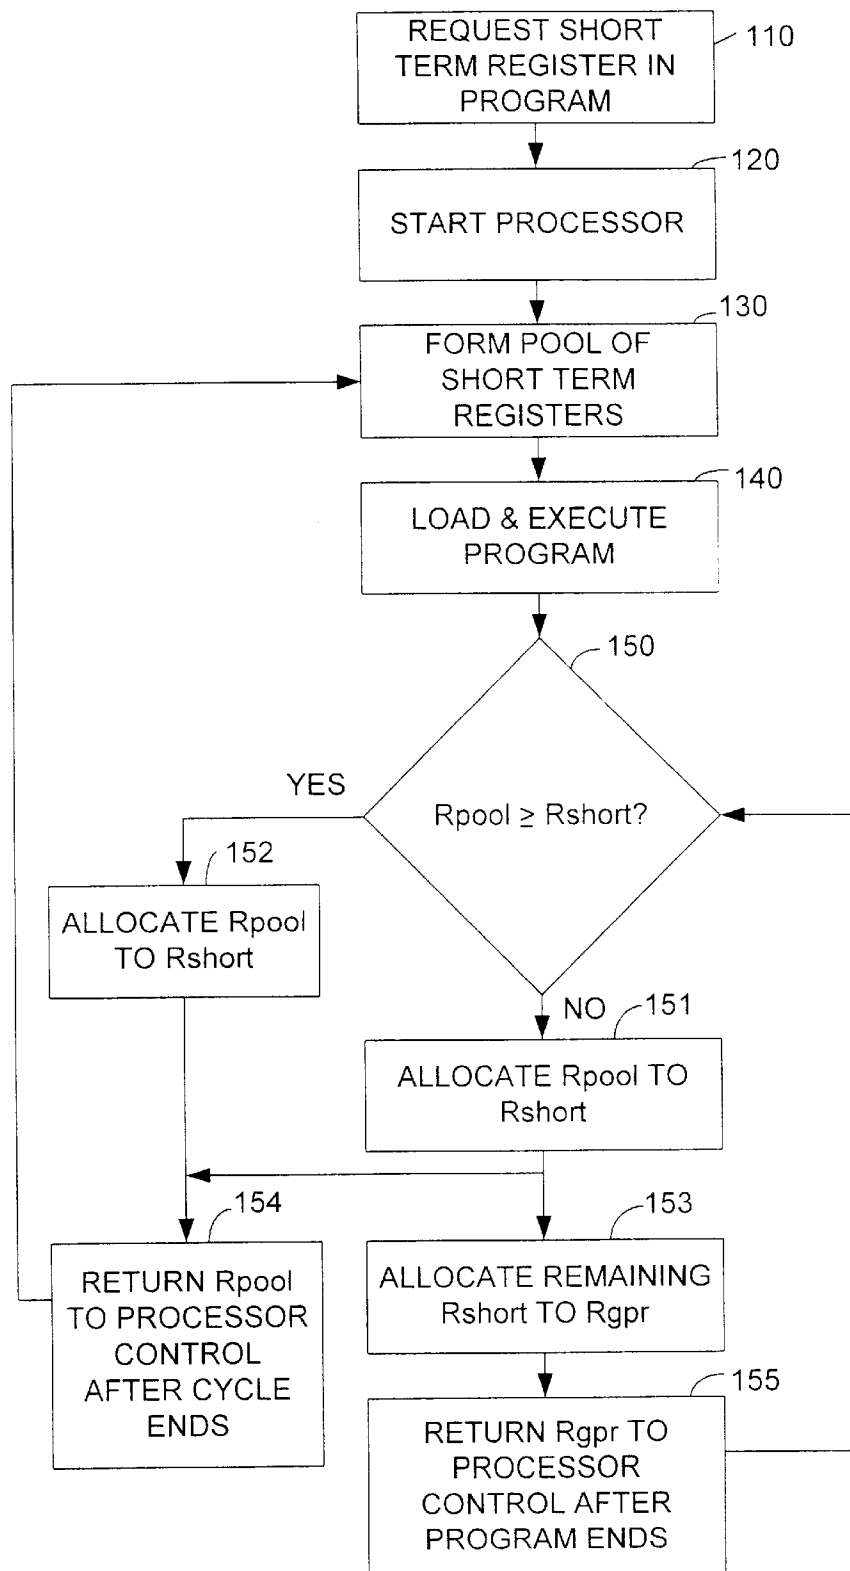 REQUEST SHORT
TERM REGISTER IN
PROGRAM
110
120
START PROCESSOR
130
FORM POOL OF
SHORT TERM
REGISTERS
140
LOAD & EXECUTE
PROGRAM
150
Rpool ≥ Rshort?
YES
152
ALLOCATE Rpool
TO Rshort
NO
151
ALLOCATE Rpool TO
Rshort
154
RETURN Rpool
TO PROCESSOR
CONTROL
AFTER CYCLE
ENDS
153
ALLOCATE REMAINING
Rshort TO Rgpr
155
RETURN Rgpr TO
PROCESSOR
CONTROL AFTER
PROGRAM ENDS